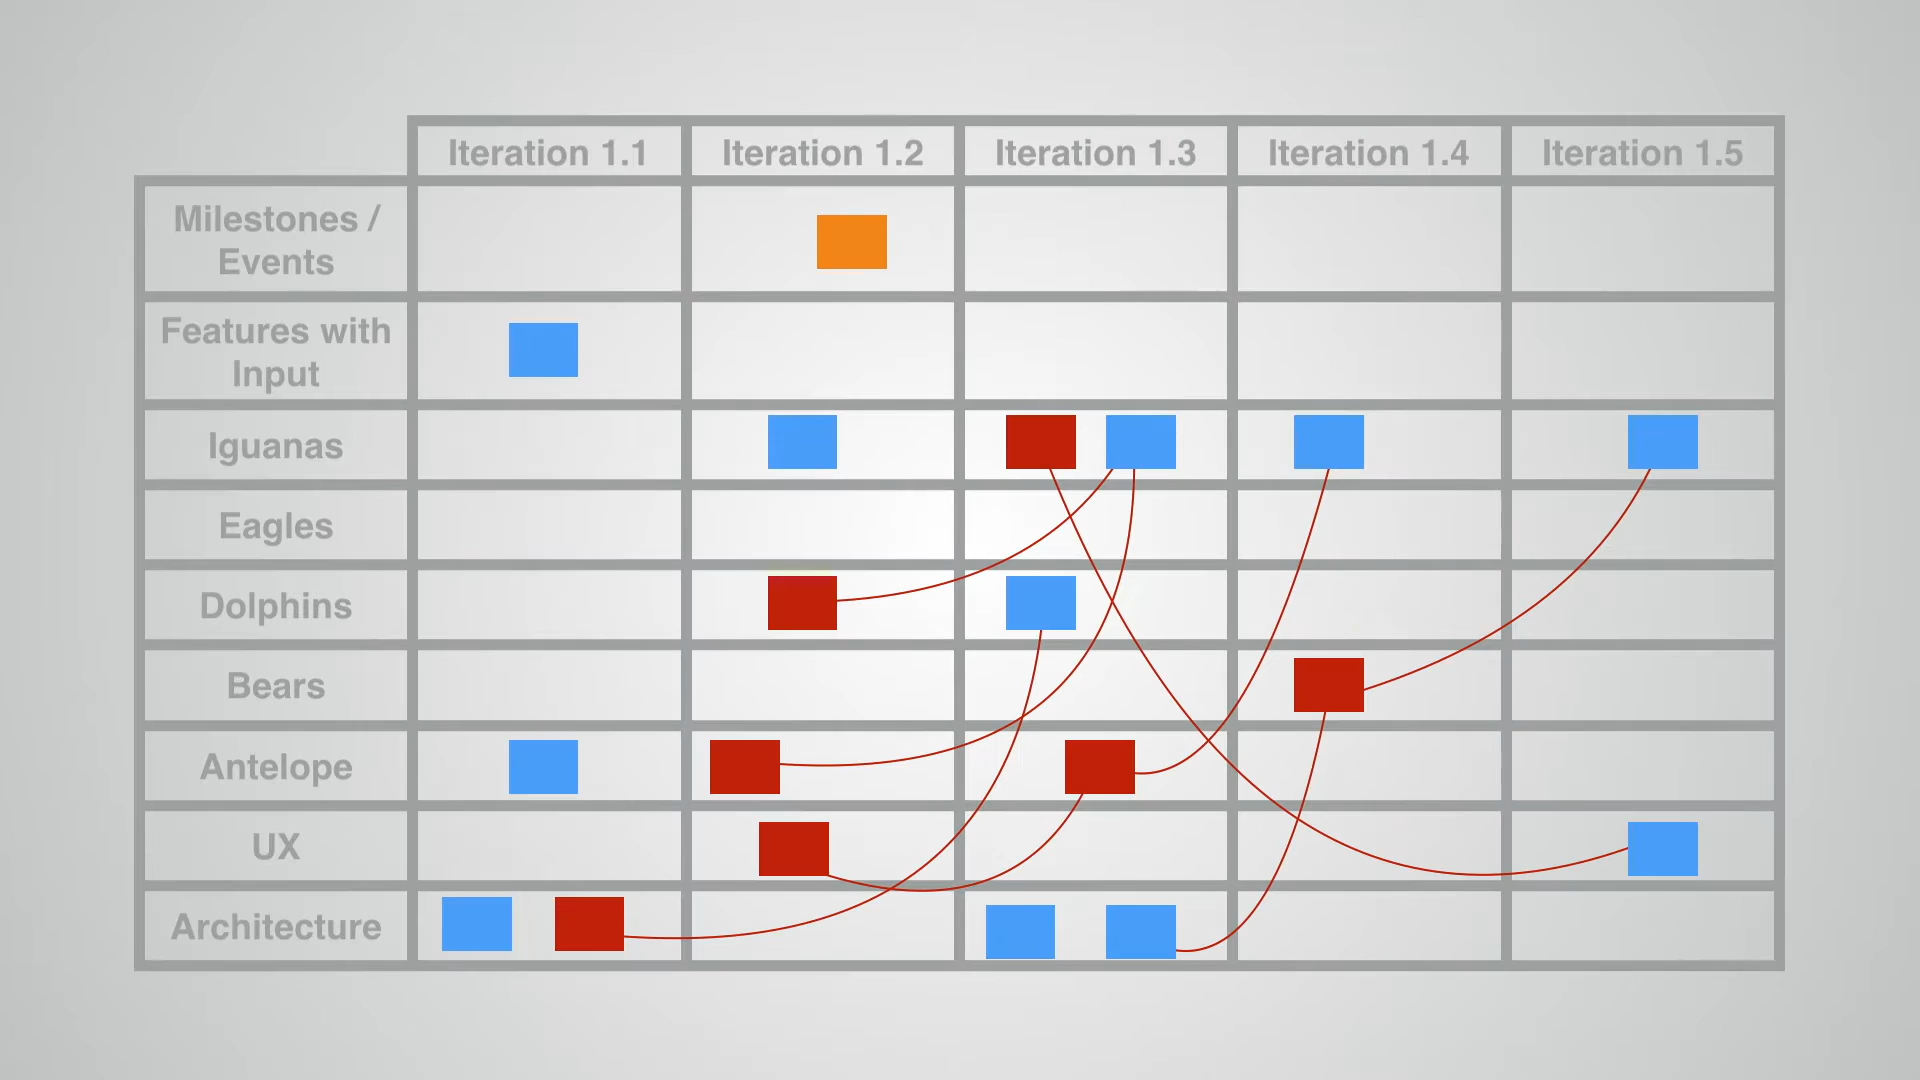 Iteration 1.1
Iteration 1.2
Iteration 1.3
Iteration 1.4
Iteration 1.5
Milestones /
Events
Features with
Input
Iguanas
Eagles
Dolphins
Bears
Antelope
UX
Architecture